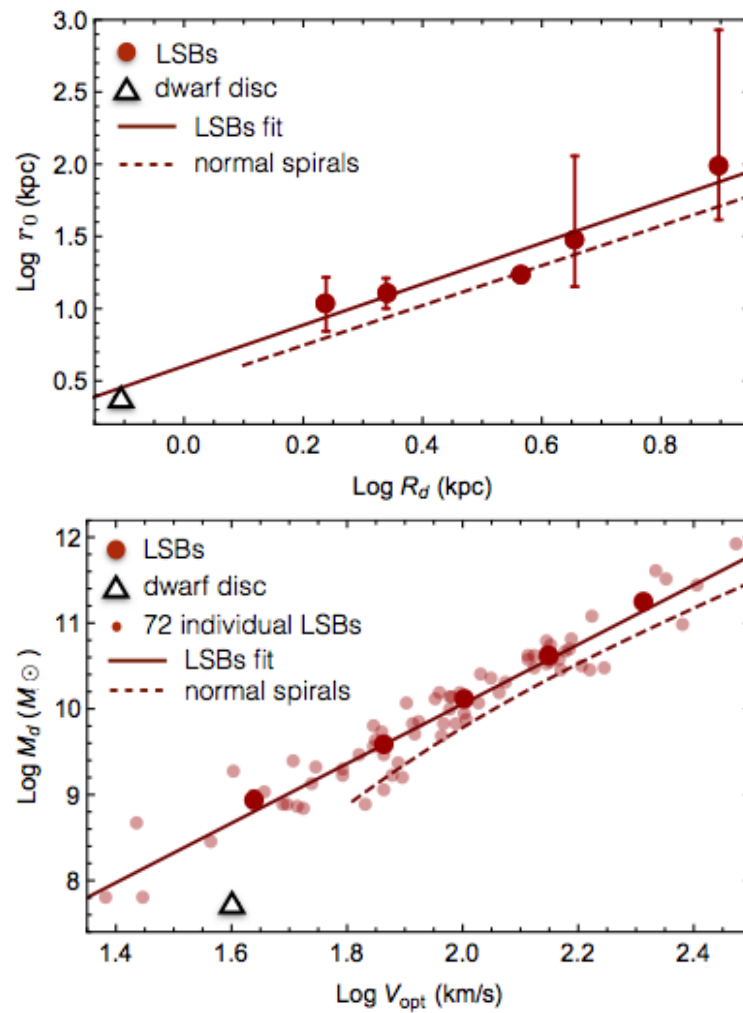 3.0
2.5
2.0
1.5
1.0
0.5
Log r0 (kpc)
LSBs
dwarf disc
LSBs fit
normal spirals
0.0 0.2 0.4 0.6 0.8
Log Rd (kpc)
12
11
10
9
8
Log Md (M⊙)
LSBs
dwarf disc
72 individual LSBs
LSBs fit
normal spirals
1.4 1.6 1.8 2.0 2.2 2.4
Log Vopt (km/s)